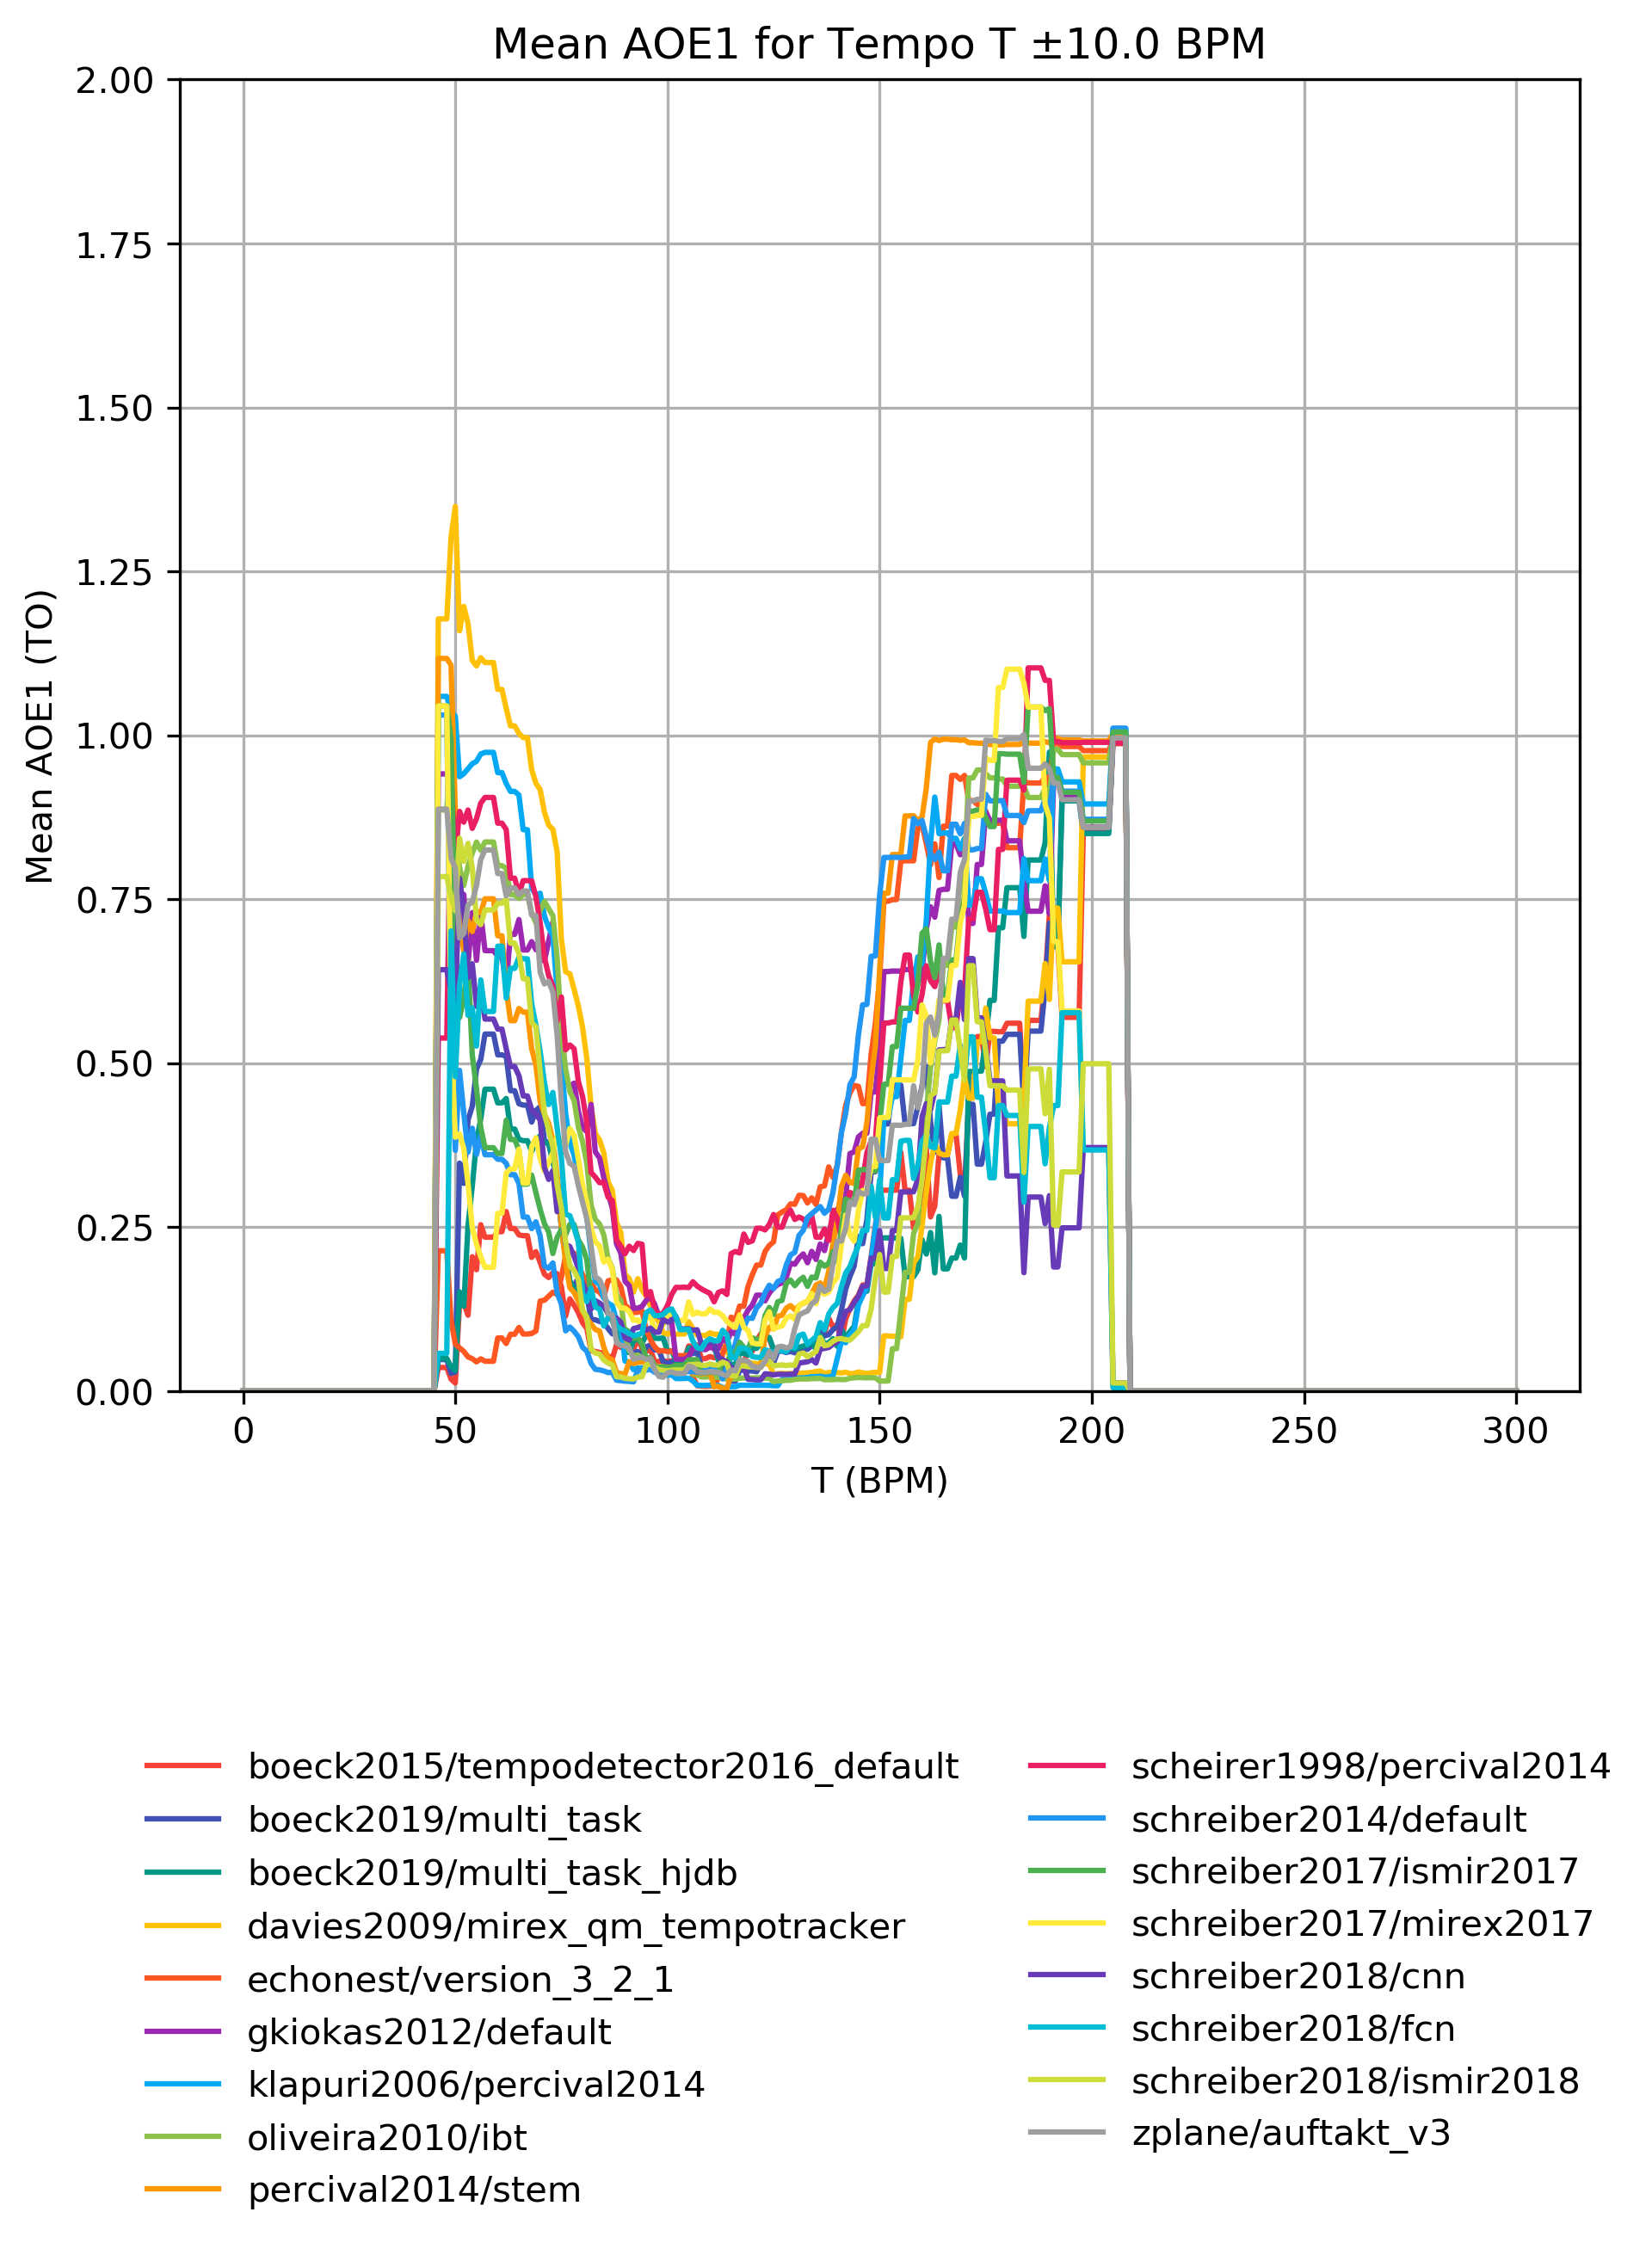 Mean AOE1 for Tempo T ±10.0 BPM
2.00
1.75
1.50
1.25
1.00
0.75
0.50
0.25
0.00
Mean AOE1 (TO)
0 50 100 150 200 250 300
T (BPM)
boeck2015/tempodetector2016_default
boeck2019/multi_task
boeck2019/multi_task_hjdb
davies2009/mirex_qm_tempotracker
echonest/version_3_2_1
gkiokas2012/default
klapuri2006/percival2014
oliveira2010/ibt
percival2014/stem
scheirer1998/percival2014
schreiber2014/default
schreiber2017/ismir2017
schreiber2017/mirex2017
schreiber2018/cnn
schreiber2018/fcn
schreiber2018/ismir2018
zplane/auftakt_v3